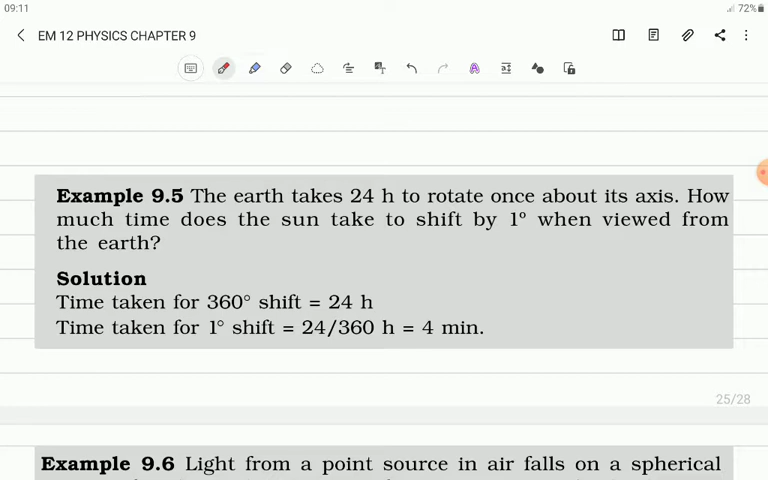 09:11
72%
EM 12 PHYSICS CHAPTER 9
Example 9.5 The earth takes 24 h to rotate once about its axis. How
much time does the sun take to shift by 1º when viewed from
the earth?
Solution
Time taken for 360° shift = 24 h
Time taken for 1° shift = 24/360 h = 4 min.
25/28
Example 9.6 Light from a point source in air falls on a spherical